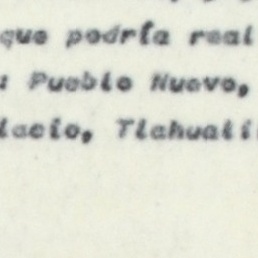 que podría real
: Pueblo Nuevo,
lacio, Tlahuali